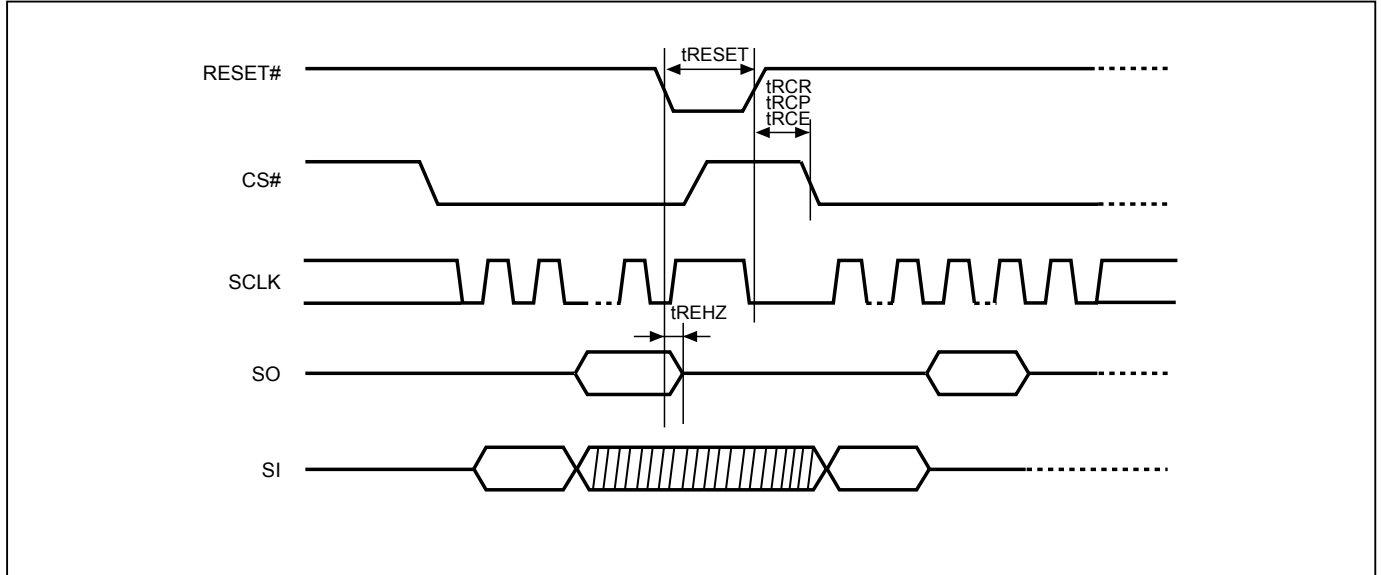 tRESET
RESET#
tRCR
tRCP
tRCE
CS#
SCLK
tREHZ
SO
SI